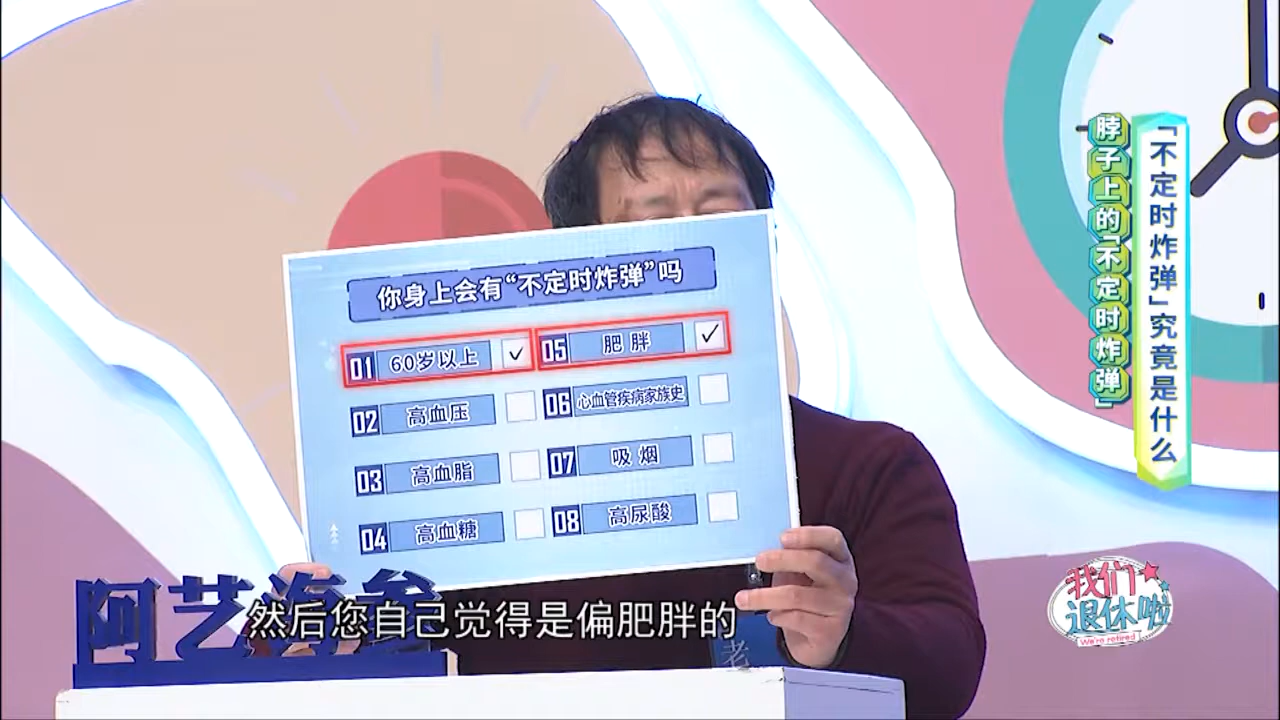 「不定时炸弹」究竟是什么
脖子上的「不定时炸弹」
你身上会有“不定时炸弹”吗
01 60岁以上 ✓
05 肥胖 ✓
02 高血压
06 心血管疾病家族史
03 高血脂
07 吸烟
04 高血糖
08 高尿酸
阿艺海参
然后您自己觉得是偏肥胖的
老
我们
退休啦
We're retired